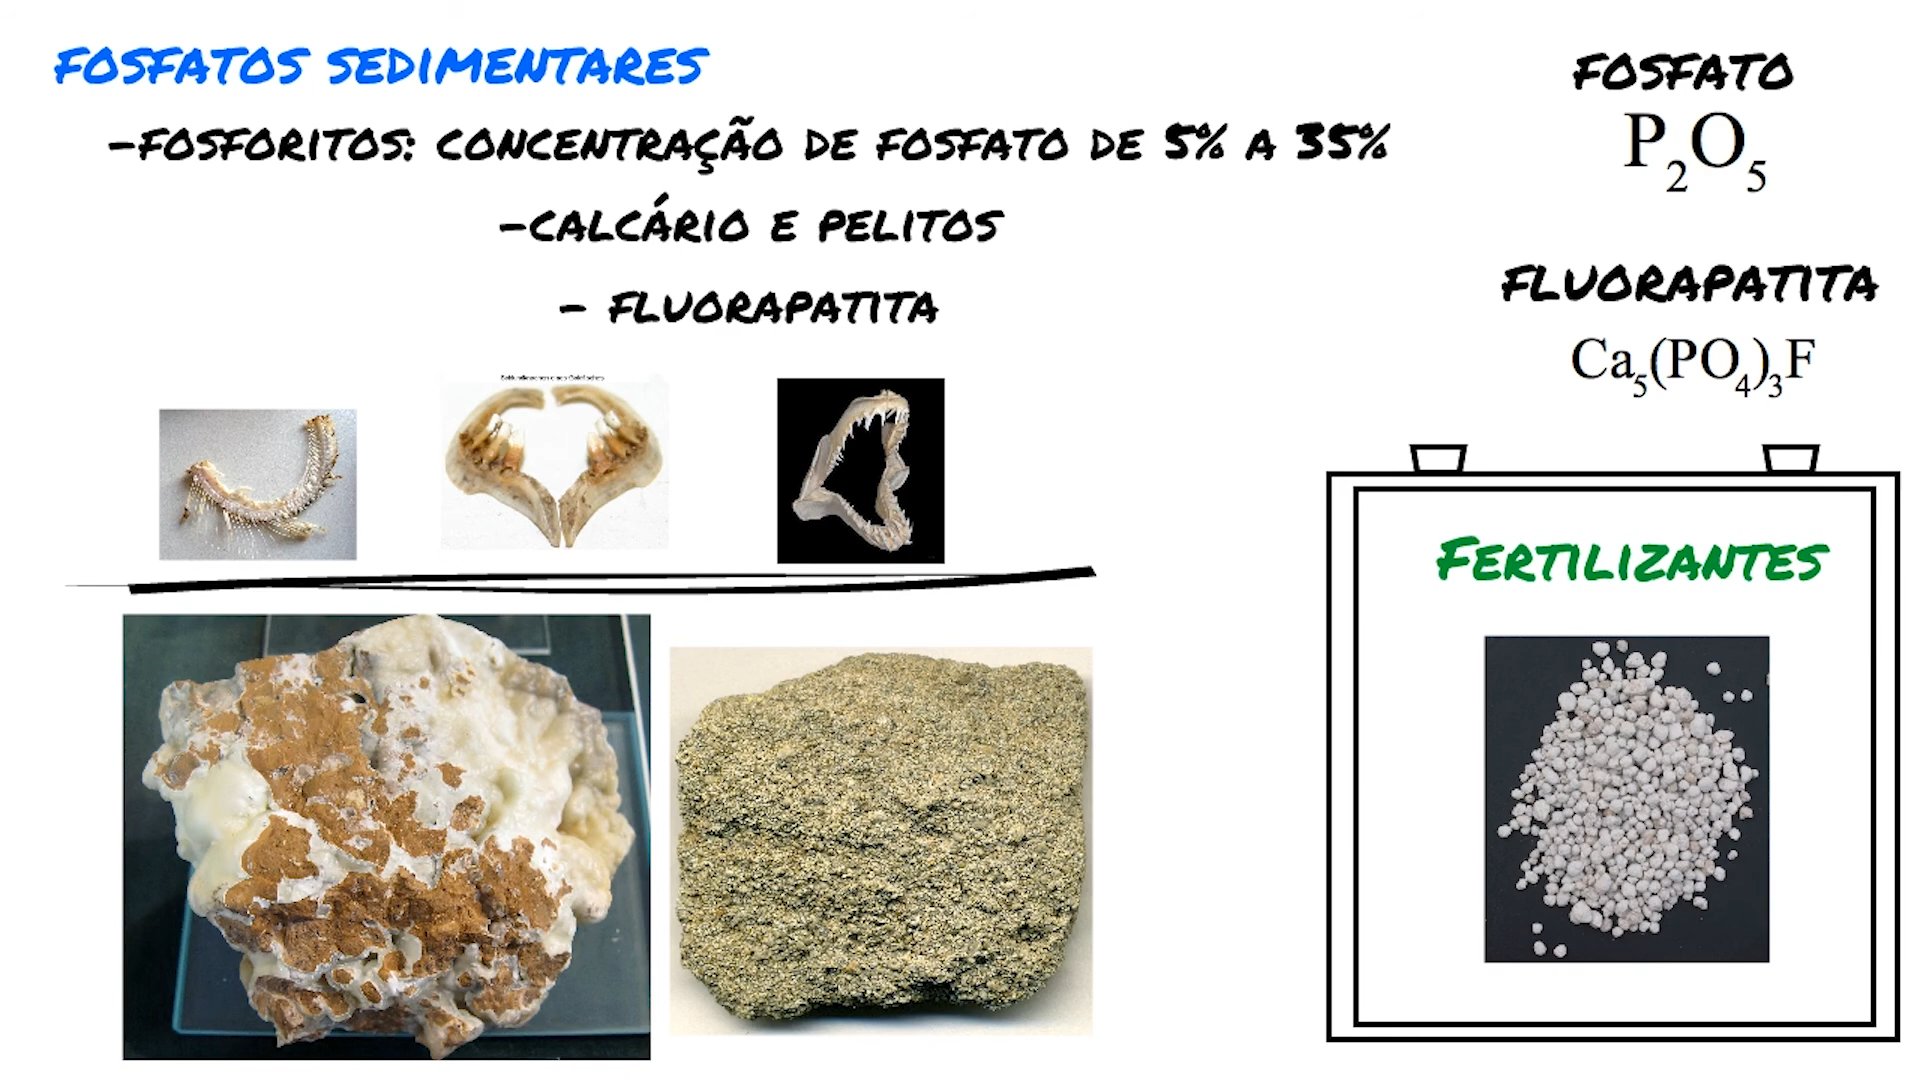 FOSFATOS SEDIMENTARES
-FOSFORITOS: CONCENTRAÇÃO DE FOSFATO DE 5% A 35%
-CALCÁRIO E PELITOS
- FLUORAPATITA
FOSFATO
P₂O₅
FLUORAPATITA
Ca₅(PO₄)₃F
FERTILIZANTES